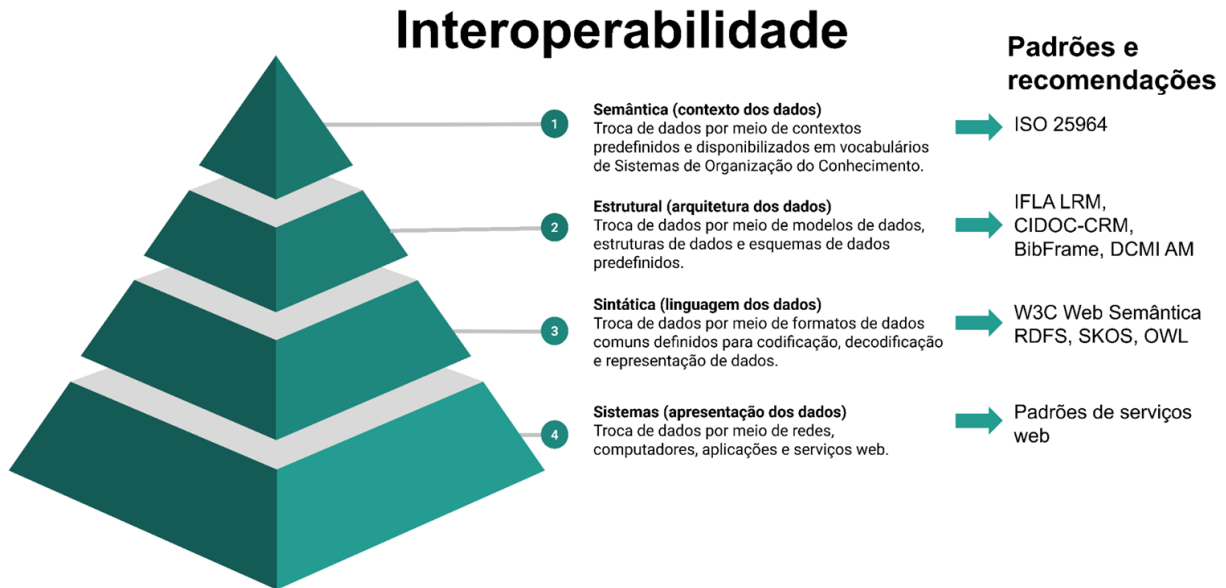 Interoperabilidade
Padrões e
recomendações
1
Semântica (contexto dos dados)
Troca de dados por meio de contextos
predefinidos e disponibilizados em vocabulários
de Sistemas de Organização do Conhecimento.
ISO 25964
2
Estrutural (arquitetura dos dados)
Troca de dados por meio de modelos de dados,
estruturas de dados e esquemas de dados
predefinidos.
IFLA LRM,
CIDOC-CRM,
BibFrame, DCMI AM
3
Sintática (linguagem dos dados)
Troca de dados por meio de formatos de dados
comuns definidos para codificação, decodificação
e representação de dados.
W3C Web Semântica
RDFS, SKOS, OWL
4
Sistemas (apresentação dos dados)
Troca de dados por meio de redes,
computadores, aplicações e serviços web.
Padrões de serviços
web